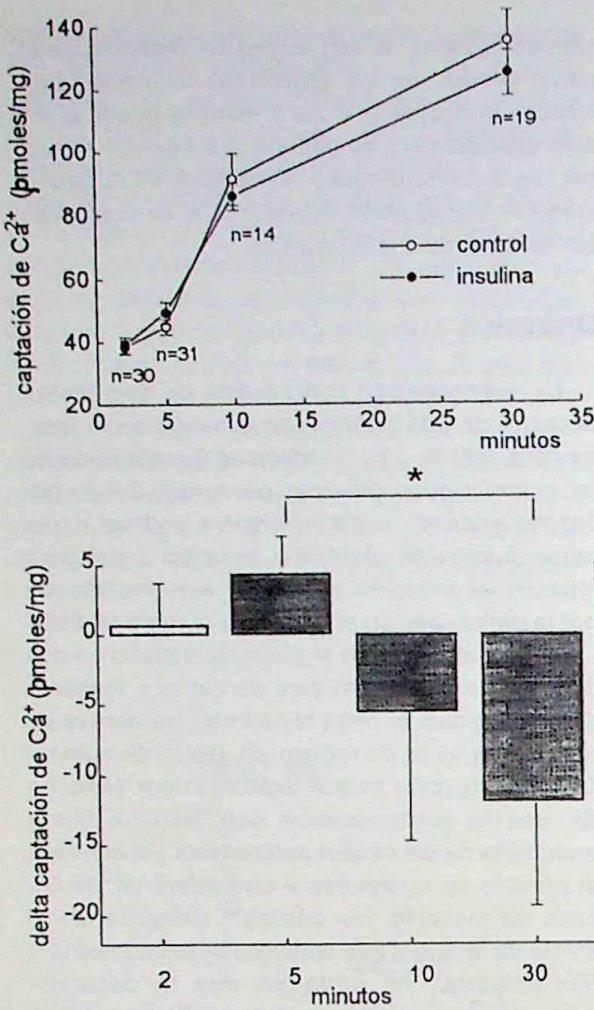 captación de Ca2+ (pmoles/mg)
140
120
100
80
60
40
20
n=19
n=14
n=31
n=30
control
insulina
0
5
10
15
20
25
30
35
minutos
delta captación de Ca2+ (pmoles/mg)
*
5
0
-5
-10
-15
-20
2
5
10
30
minutos